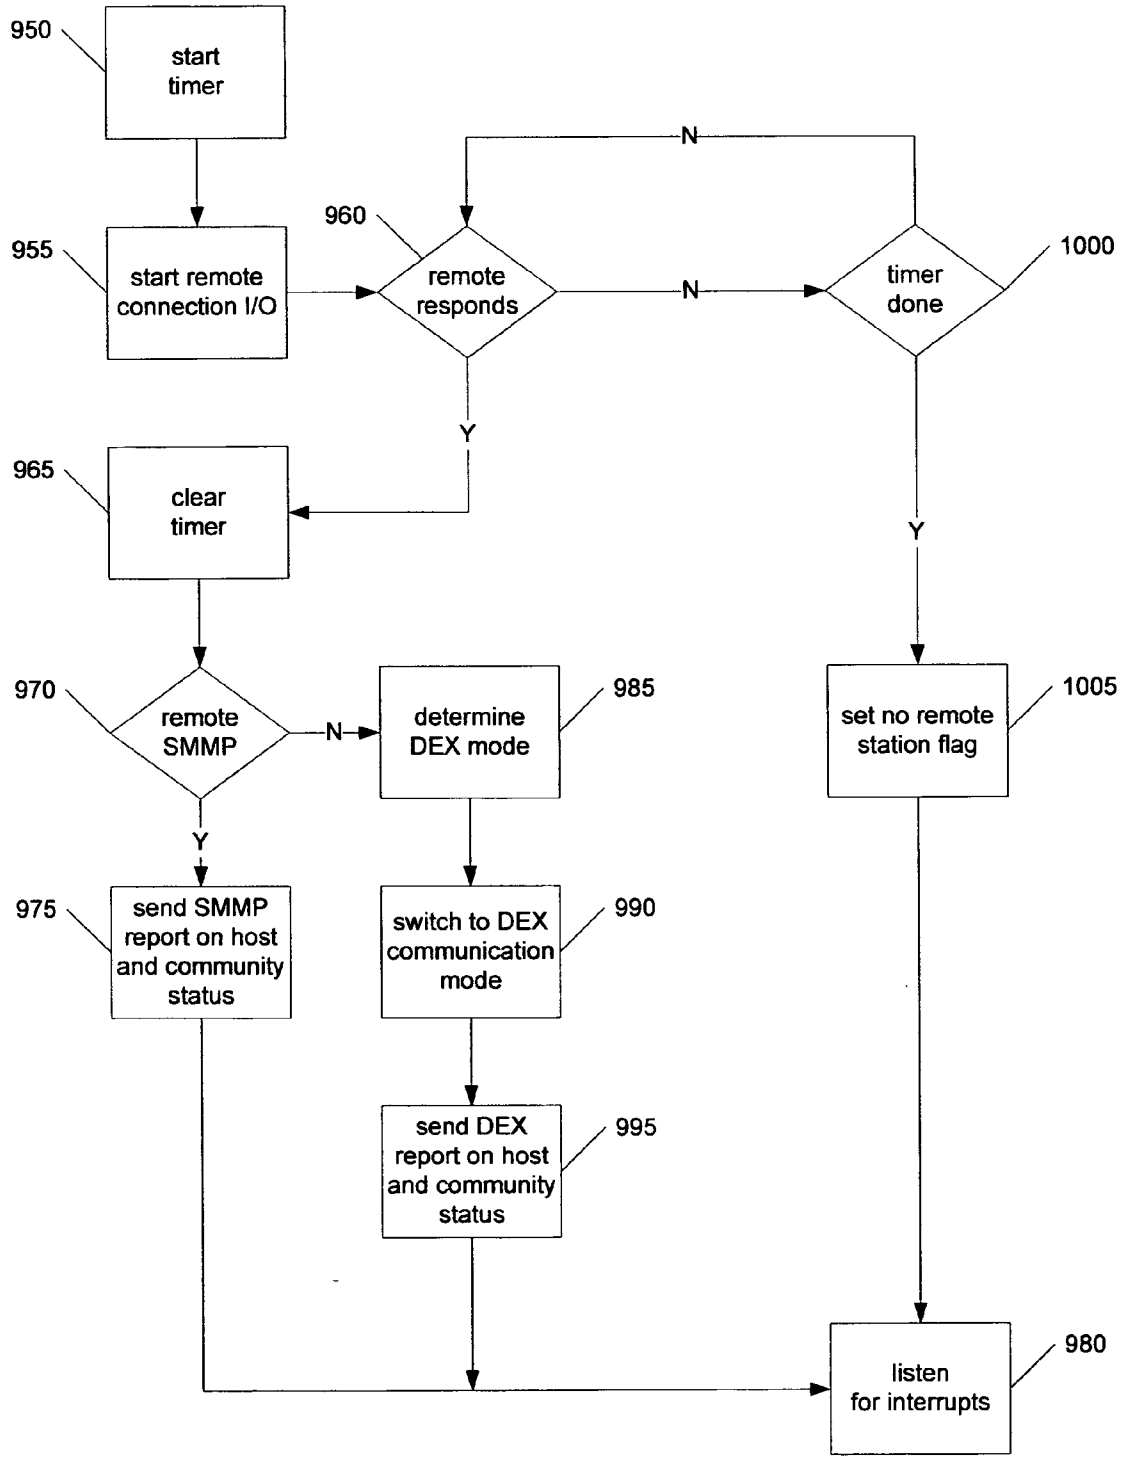 950
start
timer
N
960
955
start remote
connection I/O
remote
responds
N
timer
done
1000
Y
965
clear
timer
Y
970
remote
SMMP
N
determine
DEX mode
985
set no remote
station flag
1005
Y
975
send SMMP
report on host
and community
status
switch to DEX
communication
mode
990
send DEX
report on host
and community
status
995
listen
for interrupts
980